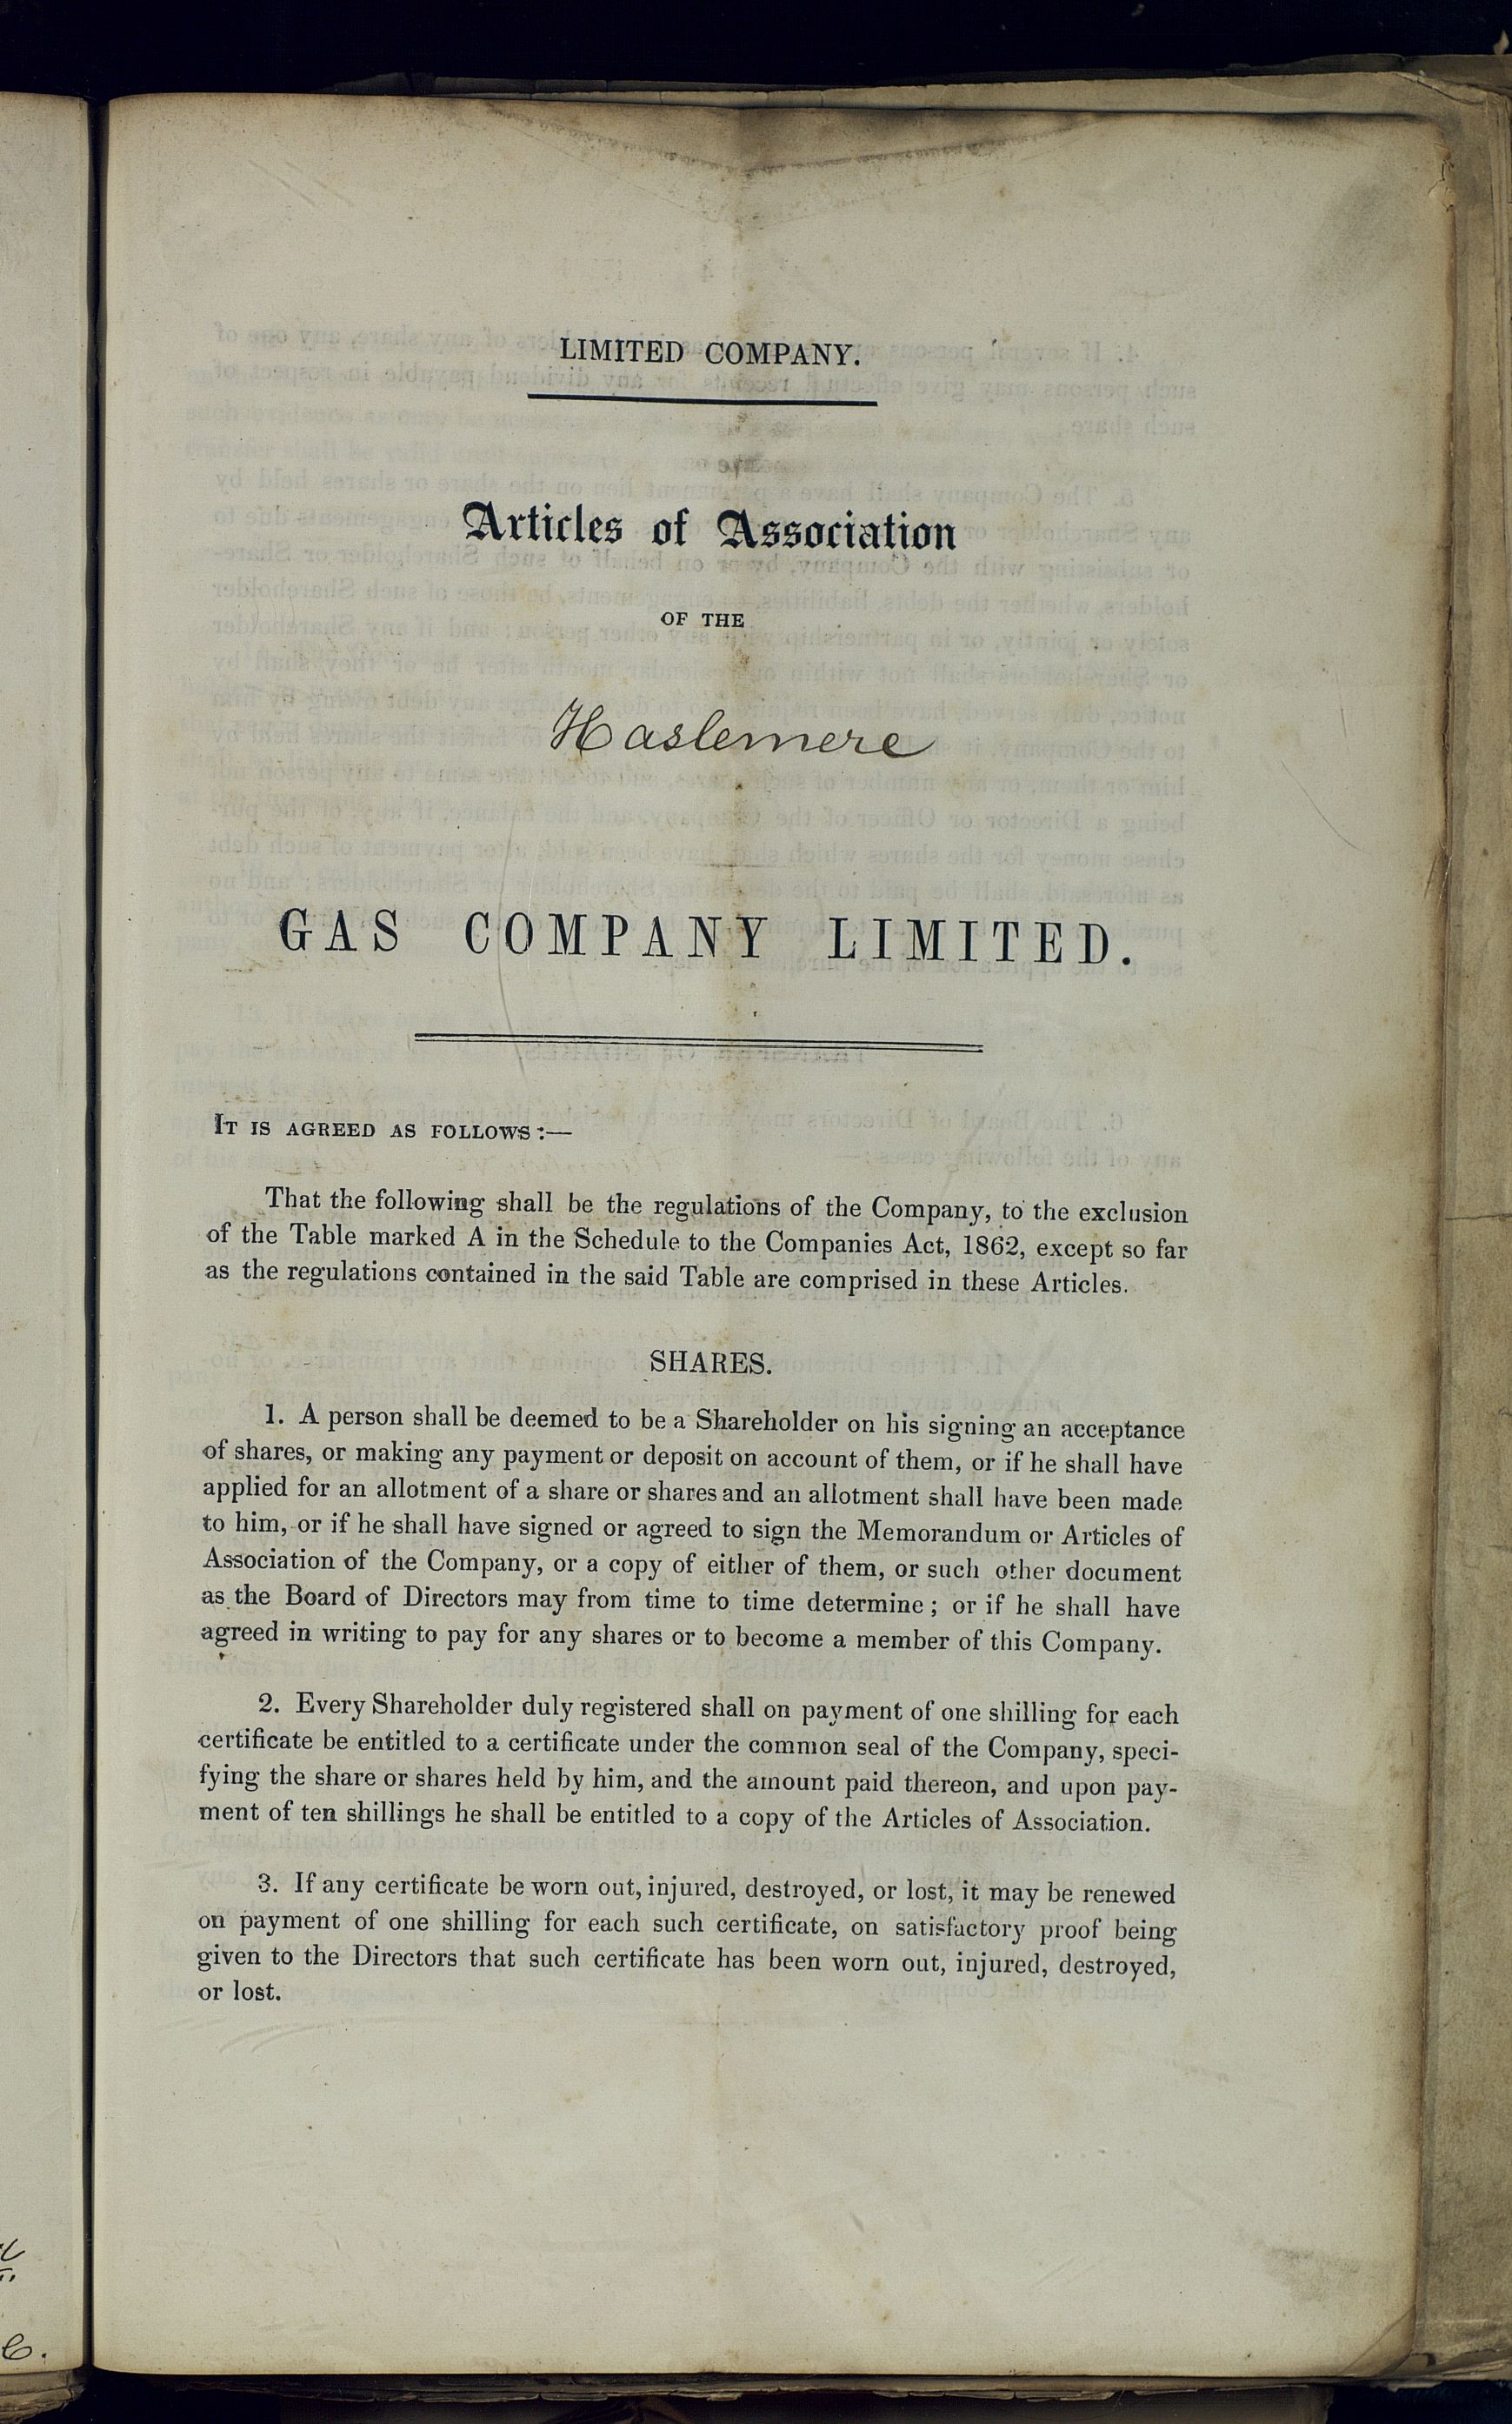 LIMITED COMPANY.
Articles of Association
OF THE
Haslemere
GAS COMPANY LIMITED.
IT IS AGREED AS FOLLOWS:—
That the following shall be the regulations of the Company, to the exclusion
of the Table marked A in the Schedule to the Companies Act, 1862, except so far
as the regulations contained in the said Table are comprised in these Articles.
SHARES.
1. A person shall be deemed to be a Shareholder on his signing an acceptance
of shares, or making any payment or deposit on account of them, or if he shall have
applied for an allotment of a share or shares and an allotment shall have been made
to him, or if he shall have signed or agreed to sign the Memorandum or Articles of
Association of the Company, or a copy of either of them, or such other document
as the Board of Directors may from time to time determine; or if he shall have
agreed in writing to pay for any shares or to become a member of this Company.
2. Every Shareholder duly registered shall on payment of one shilling for each
certificate be entitled to a certificate under the common seal of the Company, speci-
fying the share or shares held by him, and the amount paid thereon, and upon pay-
ment of ten shillings he shall be entitled to a copy of the Articles of Association.
3. If any certificate be worn out, injured, destroyed, or lost, it may be renewed
on payment of one shilling for each such certificate, on satisfactory proof being
given to the Directors that such certificate has been worn out, injured, destroyed,
or lost.